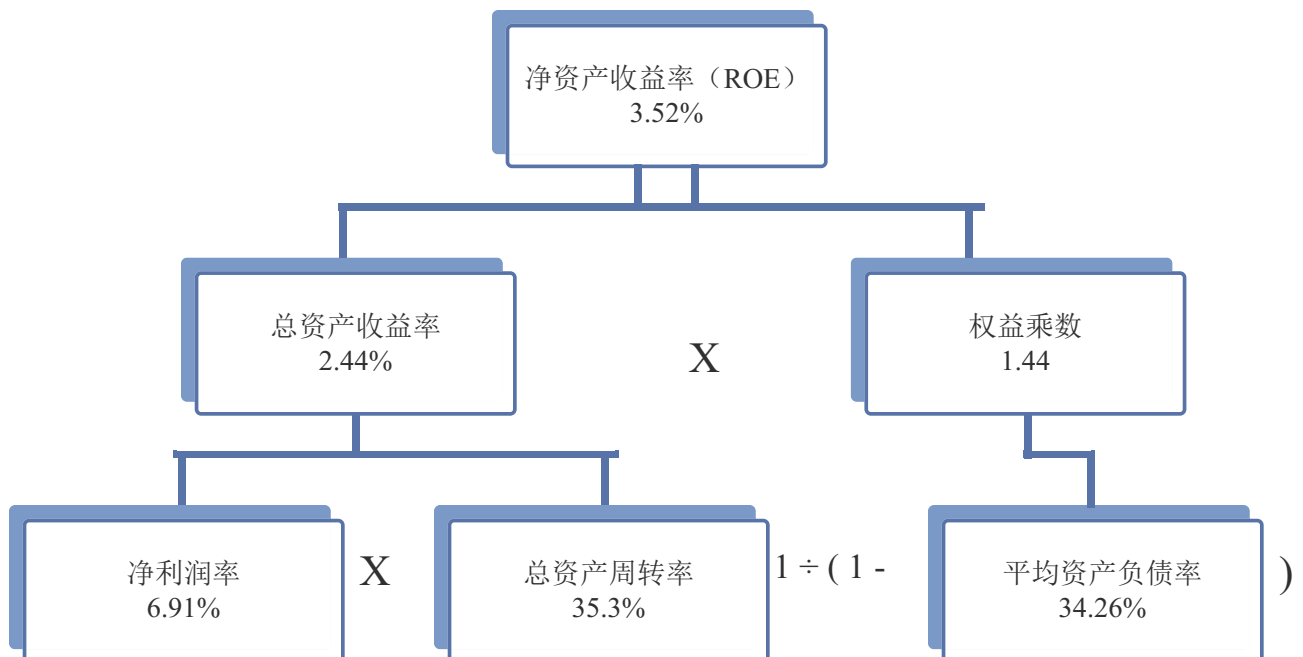 净资产收益率（ROE）
3.52%
总资产收益率
2.44%
X
权益乘数
1.44
净利润率
6.91%
X
总资产周转率
35.3%
1 ÷ ( 1 -
平均资产负债率
34.26%
)